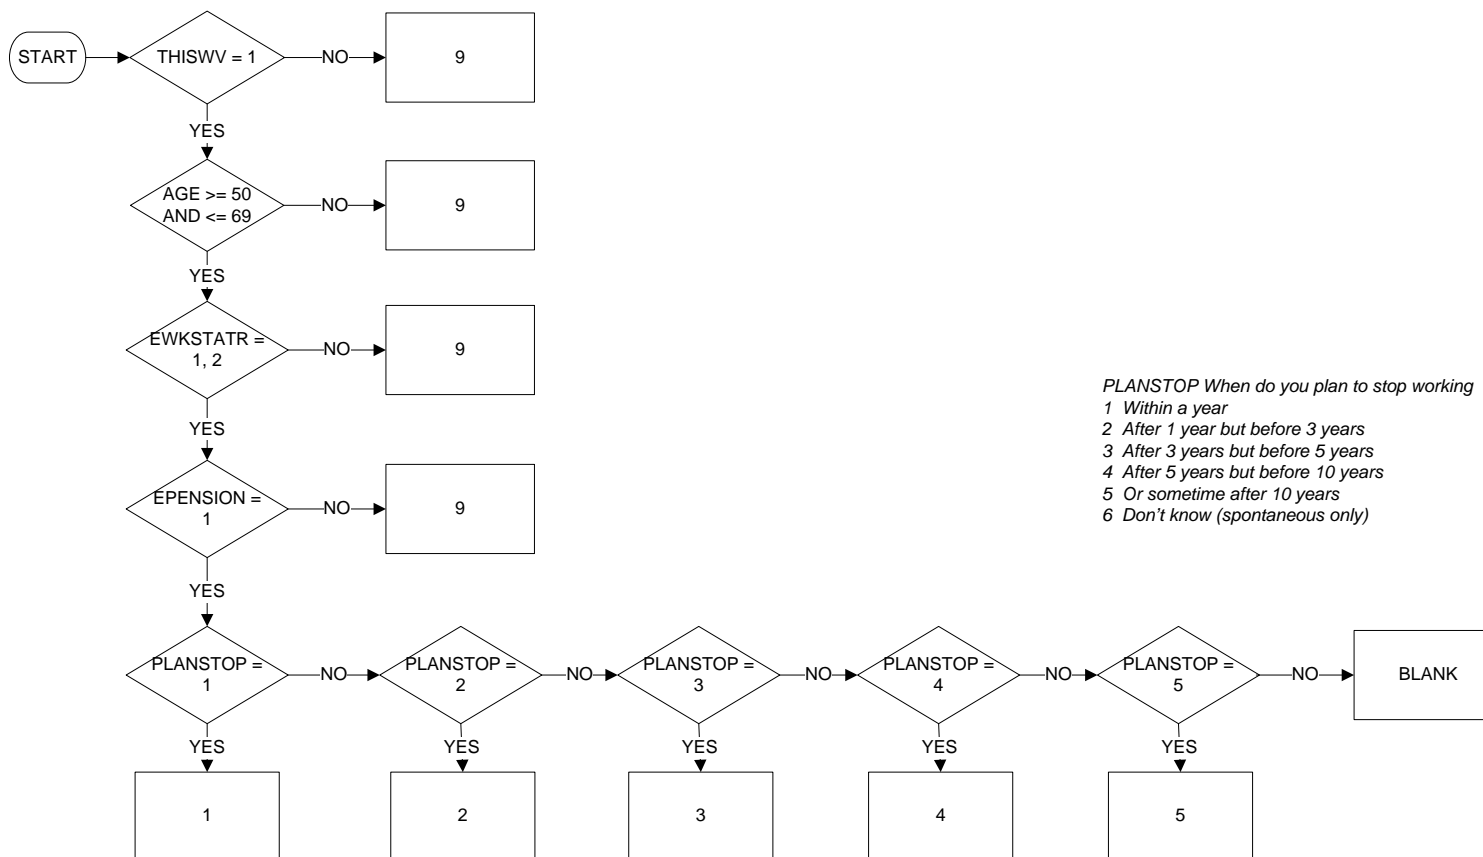 START
THISWV = 1
NO
9
YES
AGE >= 50
AND <= 69
NO
9
YES
EWKSTATR =
1, 2
NO
9
YES
EPENSION =
1
NO
9
YES
PLANSTOP When do you plan to stop working
1 Within a year
2 After 1 year but before 3 years
3 After 3 years but before 5 years
4 After 5 years but before 10 years
5 Or sometime after 10 years
6 Don't know (spontaneous only)
PLANSTOP =
1
NO
PLANSTOP =
2
NO
PLANSTOP =
3
NO
PLANSTOP =
4
NO
PLANSTOP =
5
NO
BLANK
YES
YES
YES
YES
YES
1
2
3
4
5